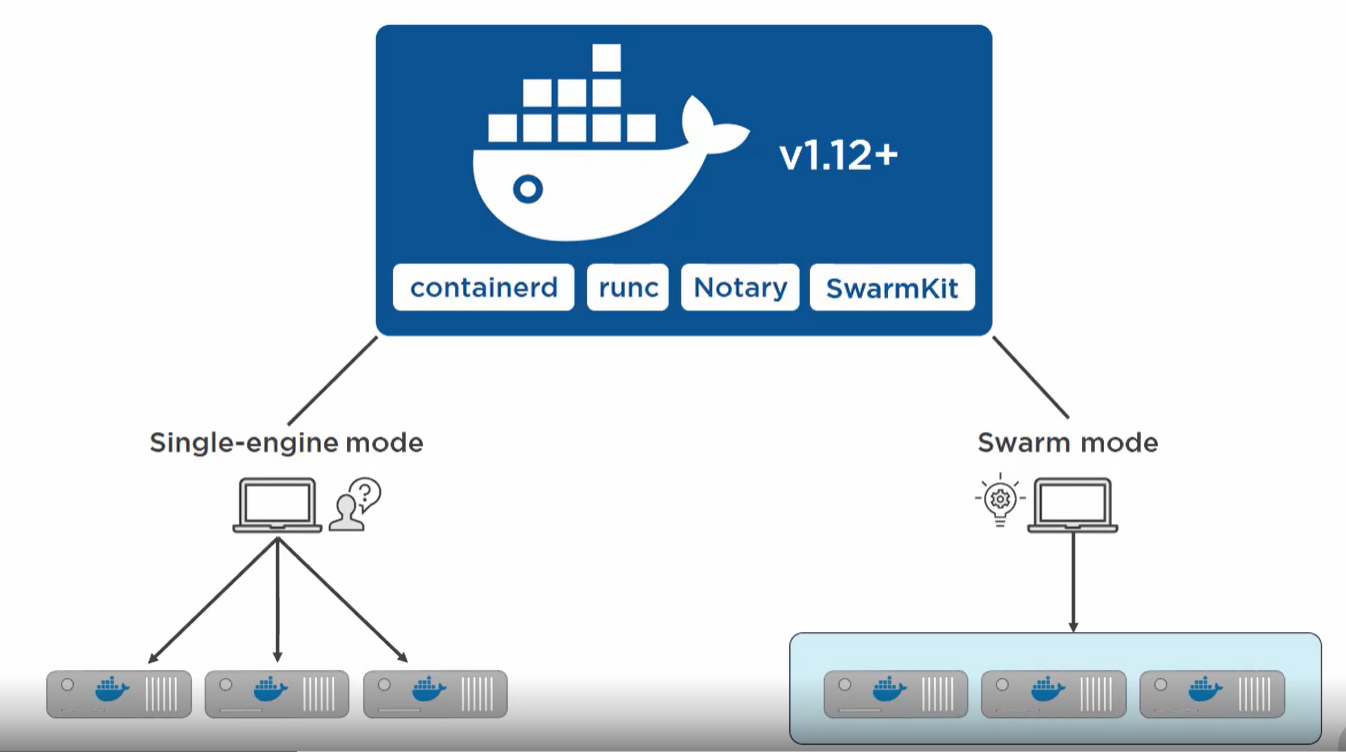 v1.12+
containerd
runc
Notary
SwarmKit
Single-engine mode
Swarm mode
?